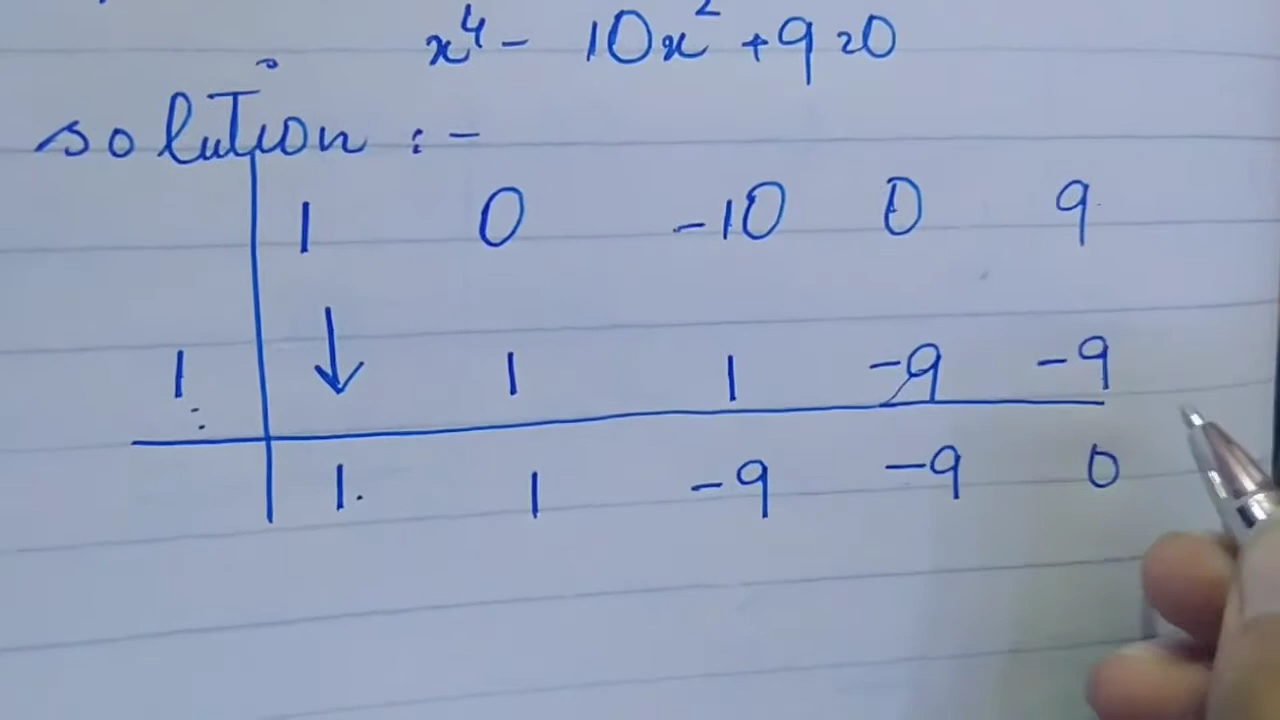 x⁴ - 10x² + 9 = 0
solution :-
1 0 -10 0 9
1 ↓ 1 1 -9 -9
1. 1 -9 -9 0